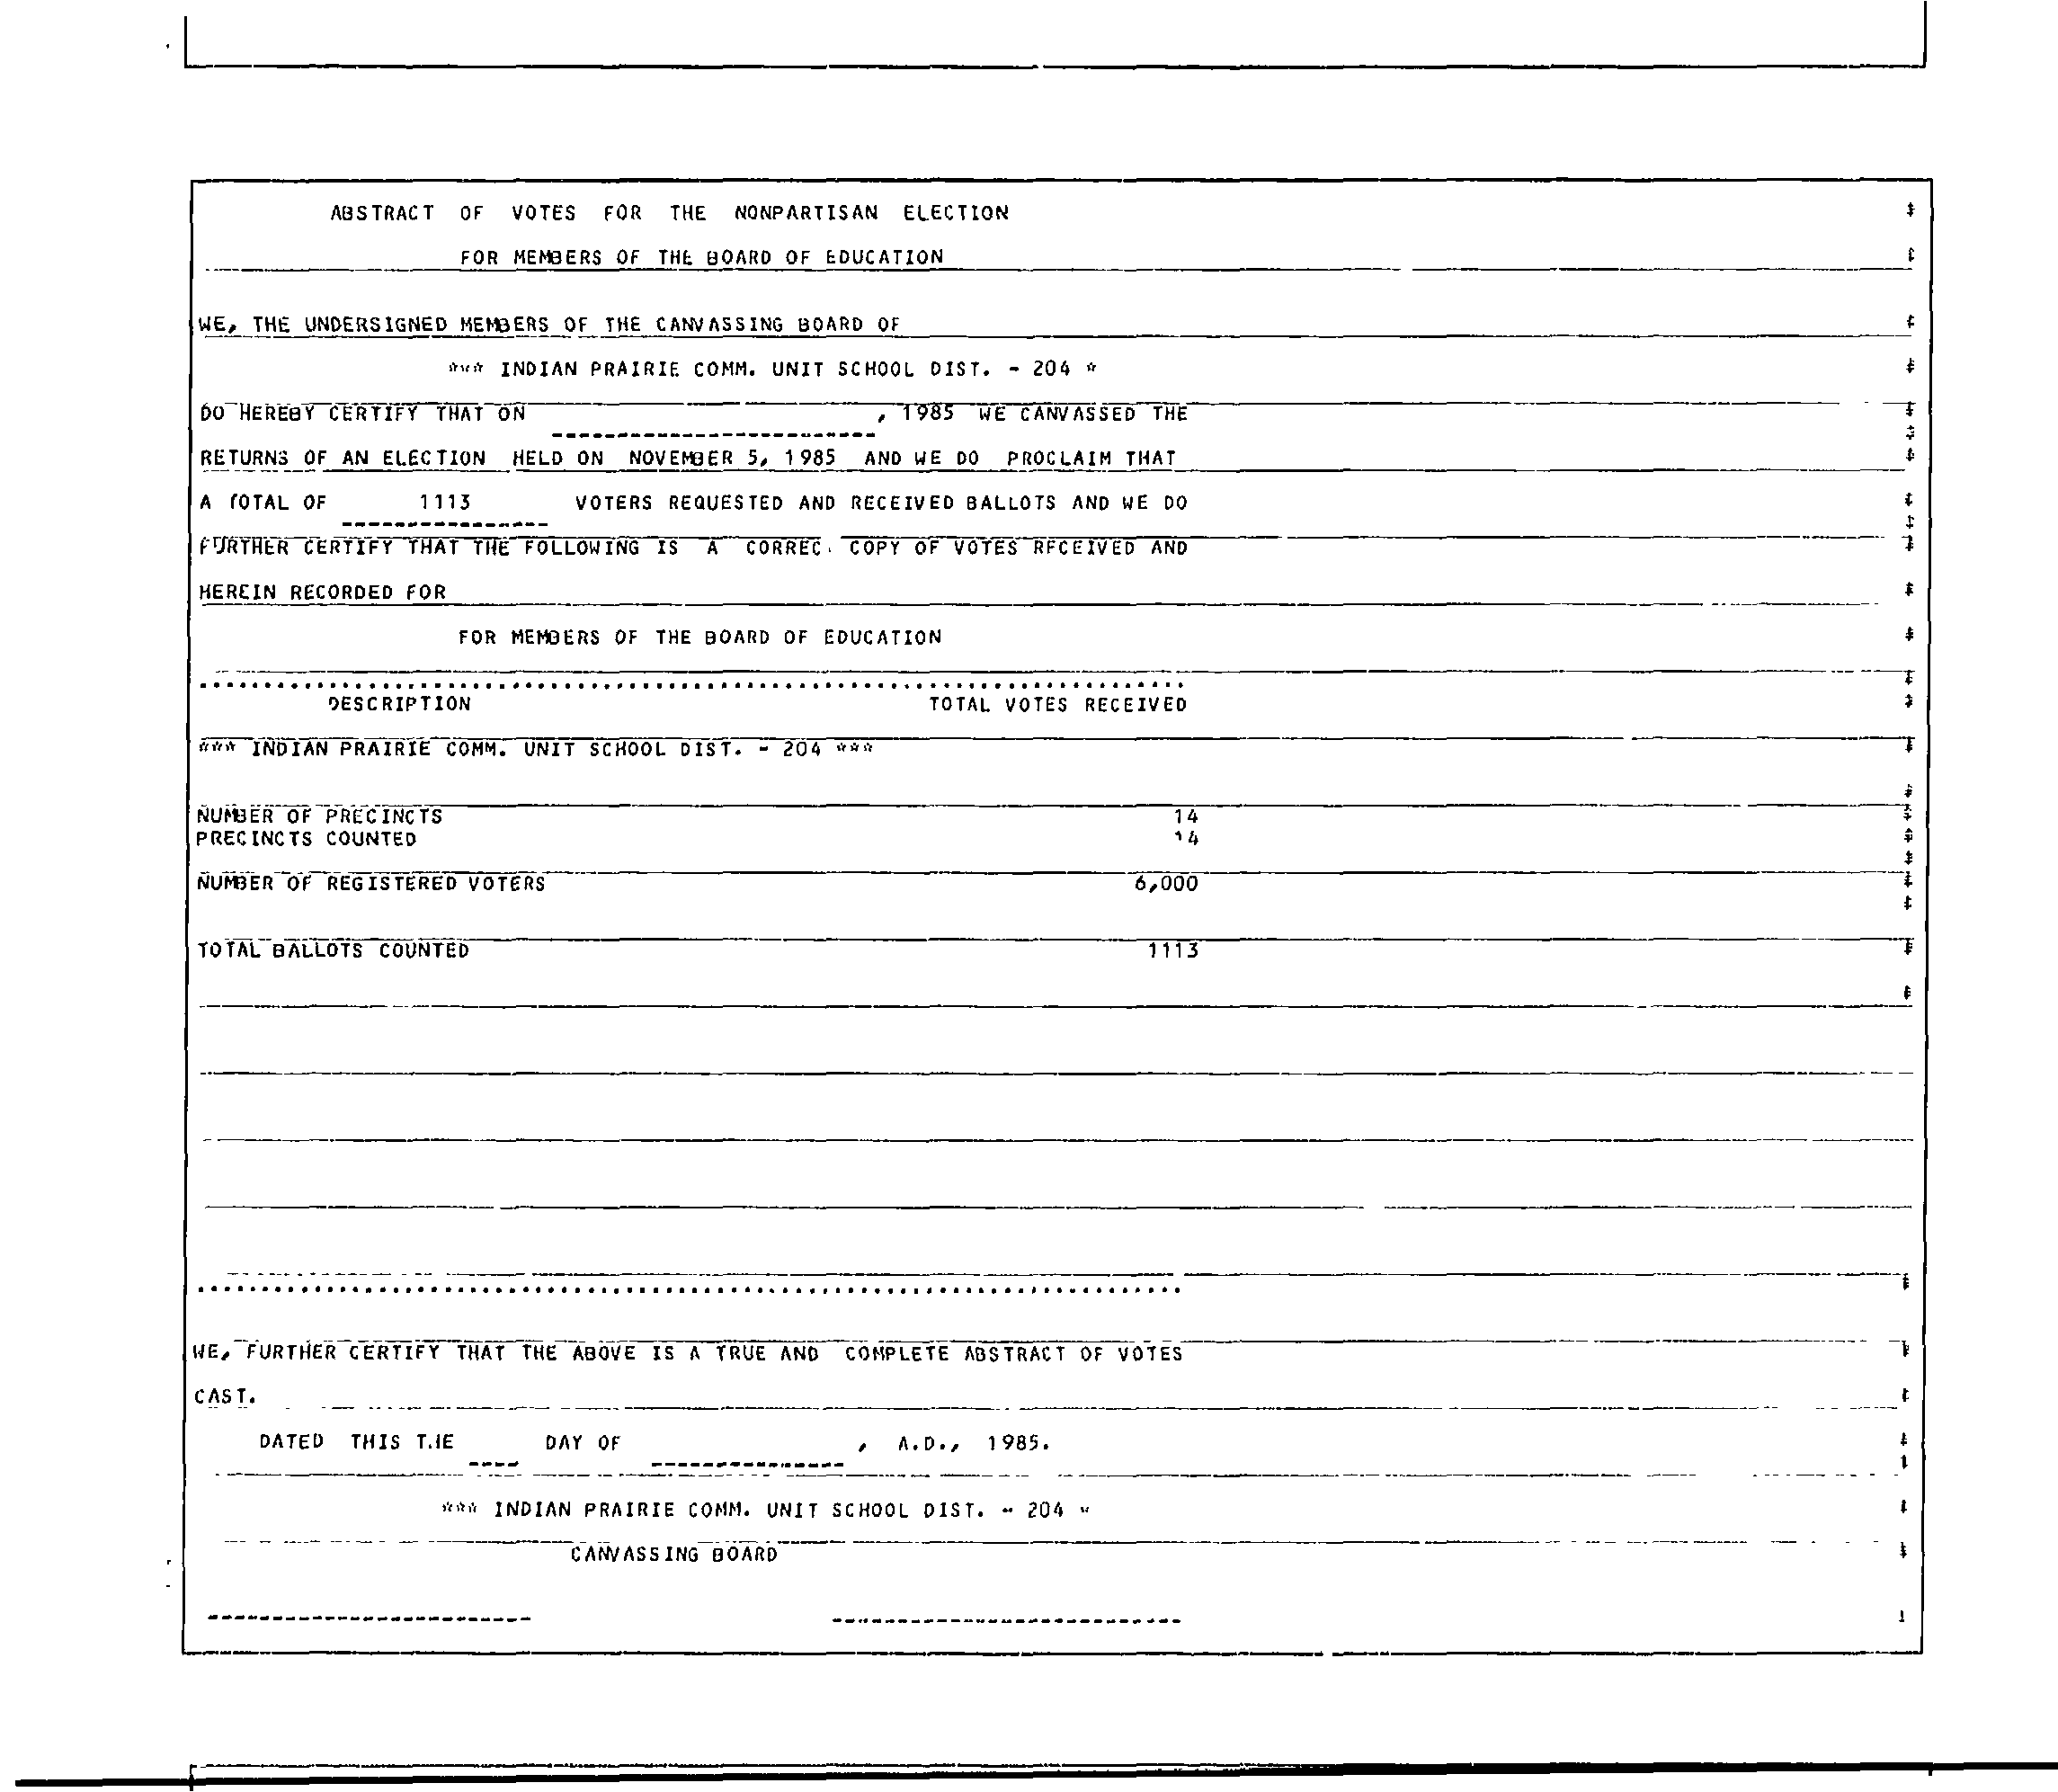 ABSTRACT OF VOTES FOR THE NONPARTISAN ELECTION
FOR MEMBERS OF THE BOARD OF EDUCATION
WE, THE UNDERSIGNED MEMBERS OF THE CANVASSING BOARD OF
*** INDIAN PRAIRIE COMM. UNIT SCHOOL DIST. - 204 *
DO HEREBY CERTIFY THAT ON ________________________, 1985 WE CANVASSED THE
RETURNS OF AN ELECTION HELD ON NOVEMBER 5, 1985 AND WE DO PROCLAIM THAT
A TOTAL OF 1113 VOTERS REQUESTED AND RECEIVED BALLOTS AND WE DO
FURTHER CERTIFY THAT THE FOLLOWING IS A CORREC. COPY OF VOTES RECEIVED AND
HEREIN RECORDED FOR
FOR MEMBERS OF THE BOARD OF EDUCATION
DESCRIPTION TOTAL VOTES RECEIVED
*** INDIAN PRAIRIE COMM. UNIT SCHOOL DIST. - 204 ***
NUMBER OF PRECINCTS 14
PRECINCTS COUNTED 14
NUMBER OF REGISTERED VOTERS 6,000
TOTAL BALLOTS COUNTED 1113
WE, FURTHER CERTIFY THAT THE ABOVE IS A TRUE AND COMPLETE ABSTRACT OF VOTES
CAST.
DATED THIS THE ____ DAY OF _______________, A.D., 1985.
*** INDIAN PRAIRIE COMM. UNIT SCHOOL DIST. - 204 *
CANVASSING BOARD